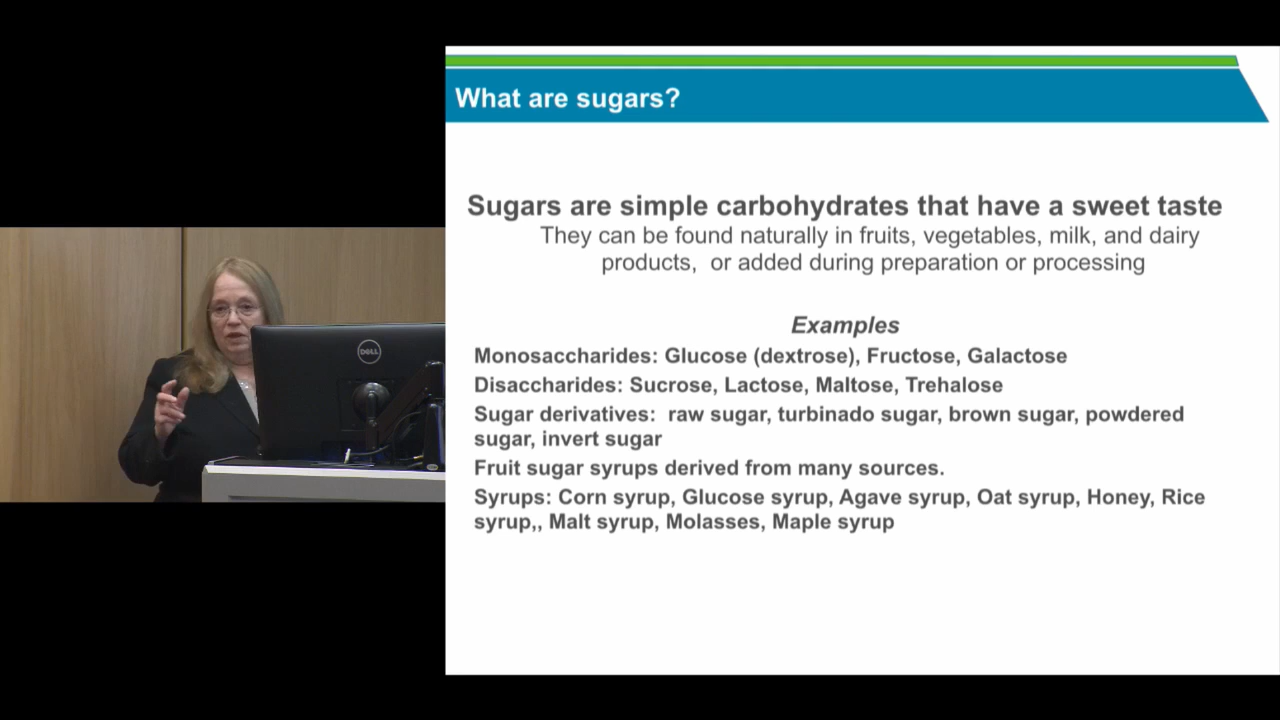 What are sugars?
Sugars are simple carbohydrates that have a sweet taste
They can be found naturally in fruits, vegetables, milk, and dairy
products,  or added during preparation or processing
Examples
Monosaccharides: Glucose (dextrose), Fructose, Galactose
Disaccharides: Sucrose, Lactose, Maltose, Trehalose
Sugar derivatives:  raw sugar, turbinado sugar, brown sugar, powdered
sugar, invert sugar
Fruit sugar syrups derived from many sources.
Syrups: Corn syrup, Glucose syrup, Agave syrup, Oat syrup, Honey, Rice
syrup,, Malt syrup, Molasses, Maple syrup
DELL